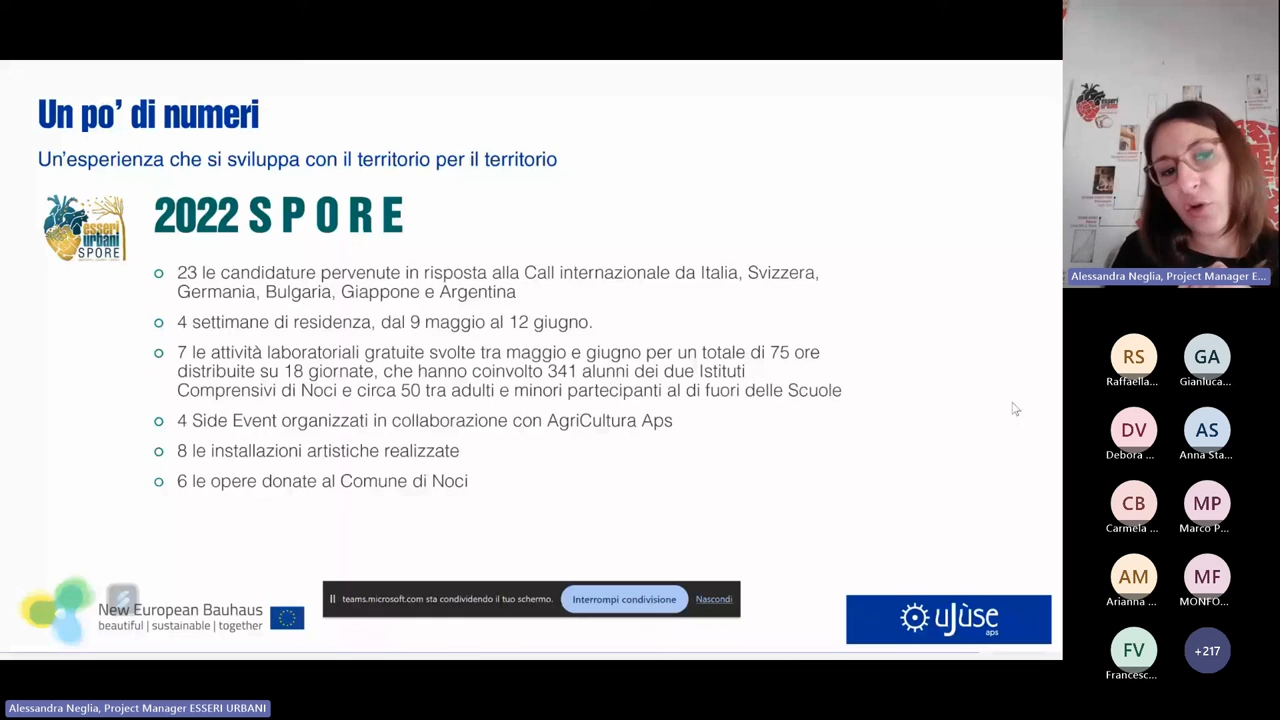 Un po' di numeri
Un'esperienza che si sviluppa con il territorio per il territorio
esseri
urbani
SPORE
2022 S P O R E
23 le candidature pervenute in risposta alla Call internazionale da Italia, Svizzera,
Germania, Bulgaria, Giappone e Argentina
4 settimane di residenza, dal 9 maggio al 12 giugno.
7 le attività laboratoriali gratuite svolte tra maggio e giugno per un totale di 75 ore
distribuite su 18 giornate, che hanno coinvolto 341 alunni dei due Istituti
Comprensivi di Noci e circa 50 tra adulti e minori partecipanti al di fuori delle Scuole
4 Side Event organizzati in collaborazione con AgriCultura Aps
8 le installazioni artistiche realizzate
6 le opere donate al Comune di Noci
New European Bauhaus
beautiful | sustainable | together
teams.microsoft.com sta condividendo il tuo schermo.
Interrompi condivisione
Nascondi
uJùse
aps
esseri
urbani
Alessandra Neglia, Project Manager E...
RS
GA
Raffaella...
Gianluca...
DV
AS
Debora ...
Anna Sta...
CB
MP
Carmela ...
Marco P...
AM
MF
Arianna ...
MONFO...
FV
+217
Francesc...
Alessandra Neglia, Project Manager ESSERI URBANI